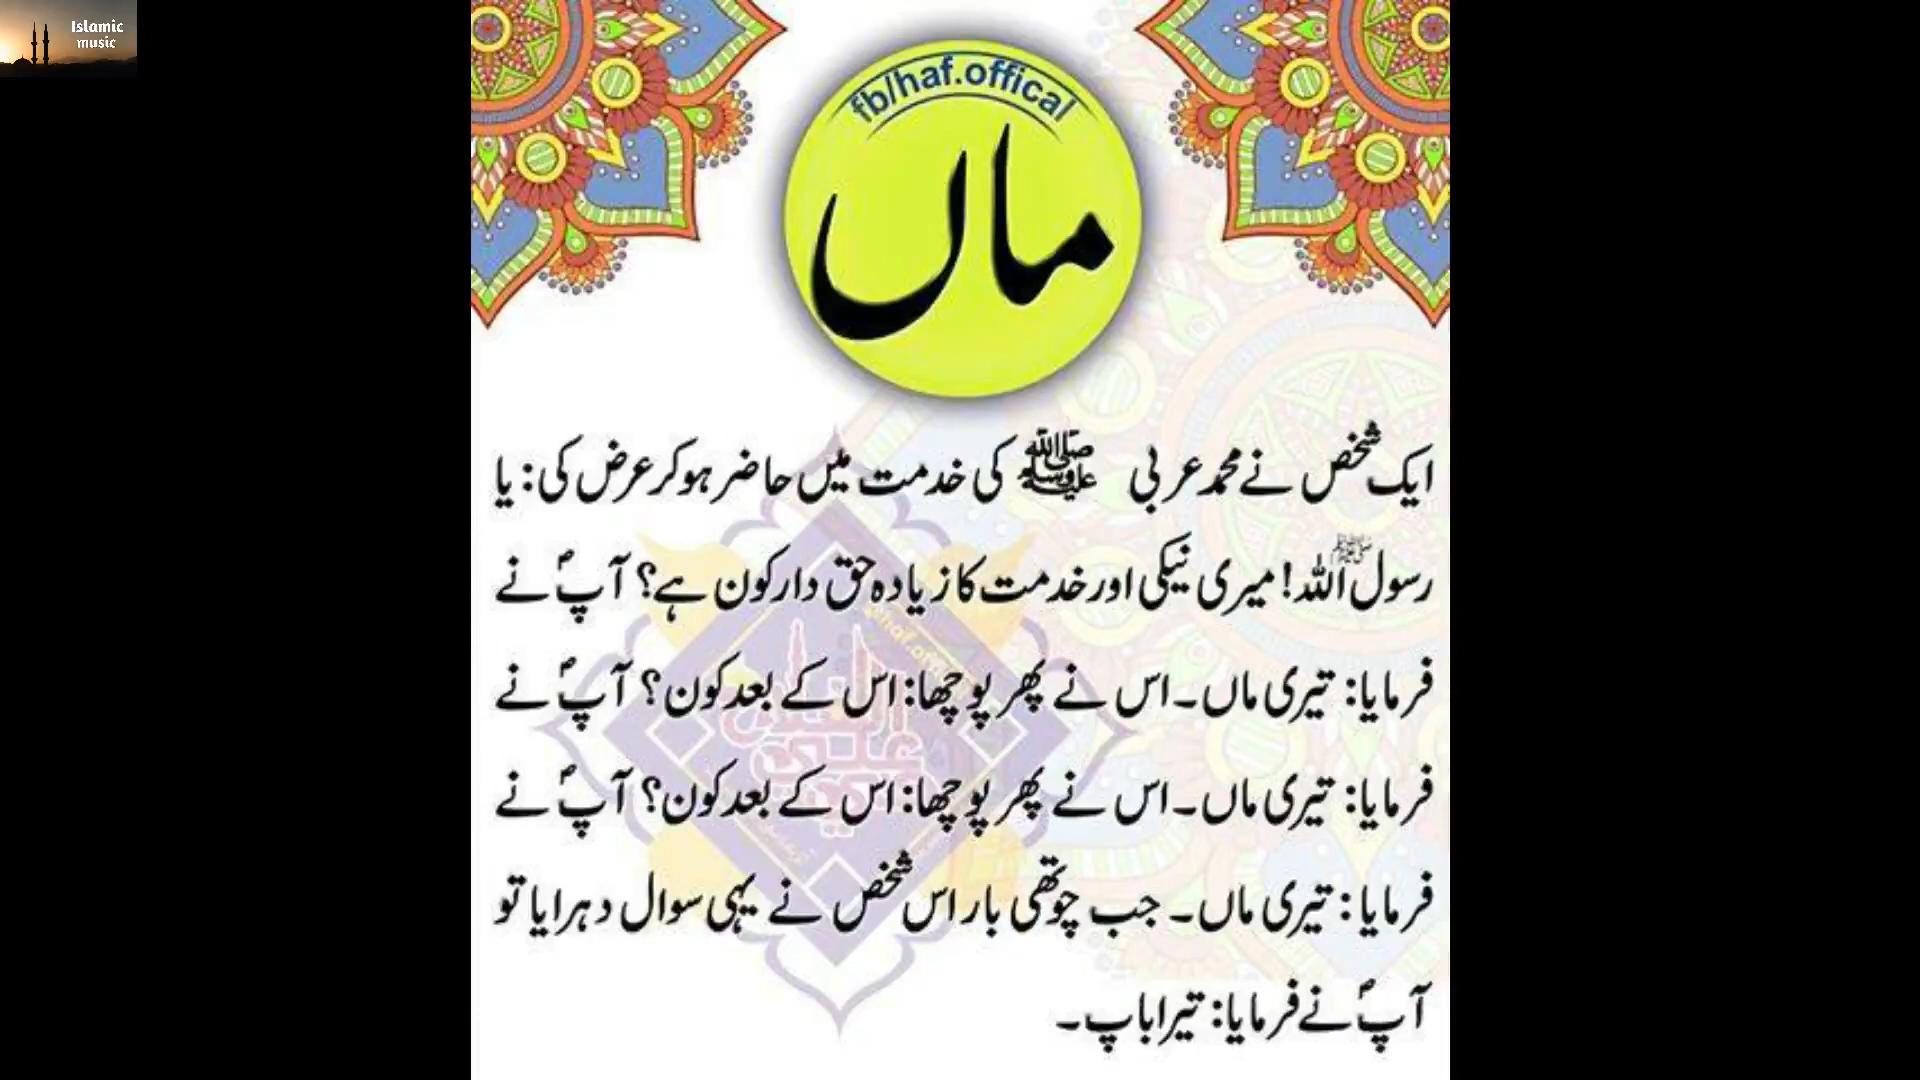 Islamic
music
fb/haf.offical
ماں
ایک شخص نے محمد عربی ﷺ کی خدمت میں حاضر ہو کر عرض کی: یا
رسول اللہ ﷺ! میری نیکی اور خدمت کا زیادہ حق دار کون ہے؟ آپؐ نے
فرمایا: تیری ماں۔ اس نے پھر پوچھا: اس کے بعد کون؟ آپؐ نے
فرمایا: تیری ماں۔ اس نے پھر پوچھا: اس کے بعد کون؟ آپؐ نے
فرمایا: تیری ماں۔ جب چوتھی بار اس شخص نے یہی سوال دہرایا تو
آپؐ نے فرمایا: تیرا باپ۔